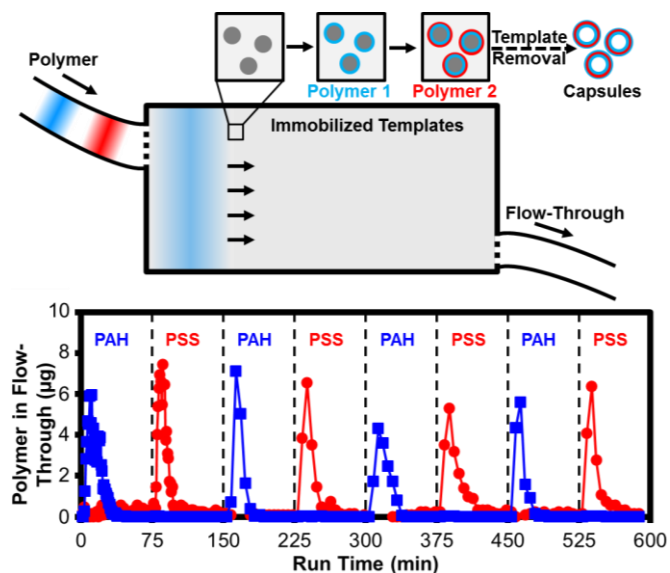 Polymer
Polymer 1
Polymer 2
Template
Removal
Capsules
Immobilized Templates
Flow-Through
Polymer in Flow-
Through (µg)
10
8
6
4
2
0
PAH
PSS
PAH
PSS
PAH
PSS
PAH
PSS
0
75
150
225
300
375
450
525
600
Run Time (min)